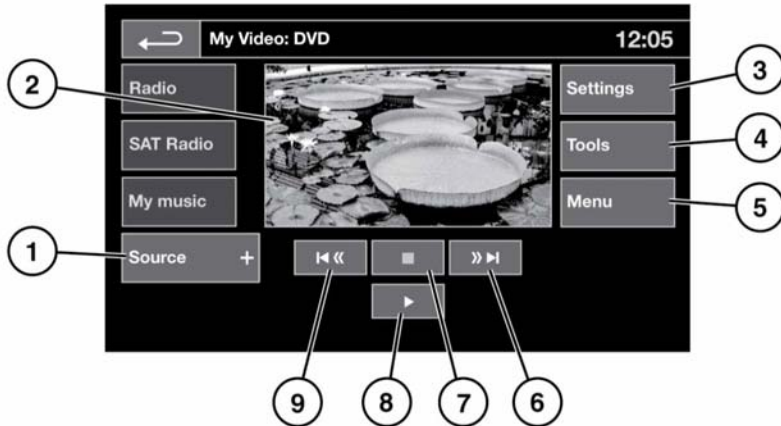 My Video: DVD 12:05
2 Radio Settings 3
SAT Radio Tools 4
My music Menu 5
1 Source +
9 8 7 6